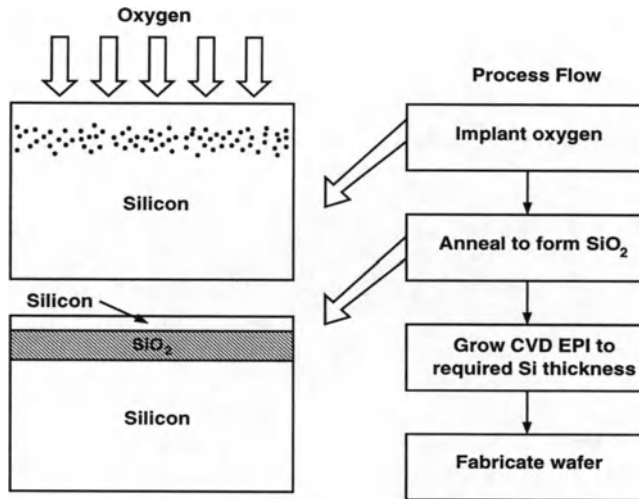 Oxygen
Silicon
Silicon
SiO₂
Silicon
Process Flow
Implant oxygen
Anneal to form SiO₂
Grow CVD EPI to
required Si thickness
Fabricate wafer